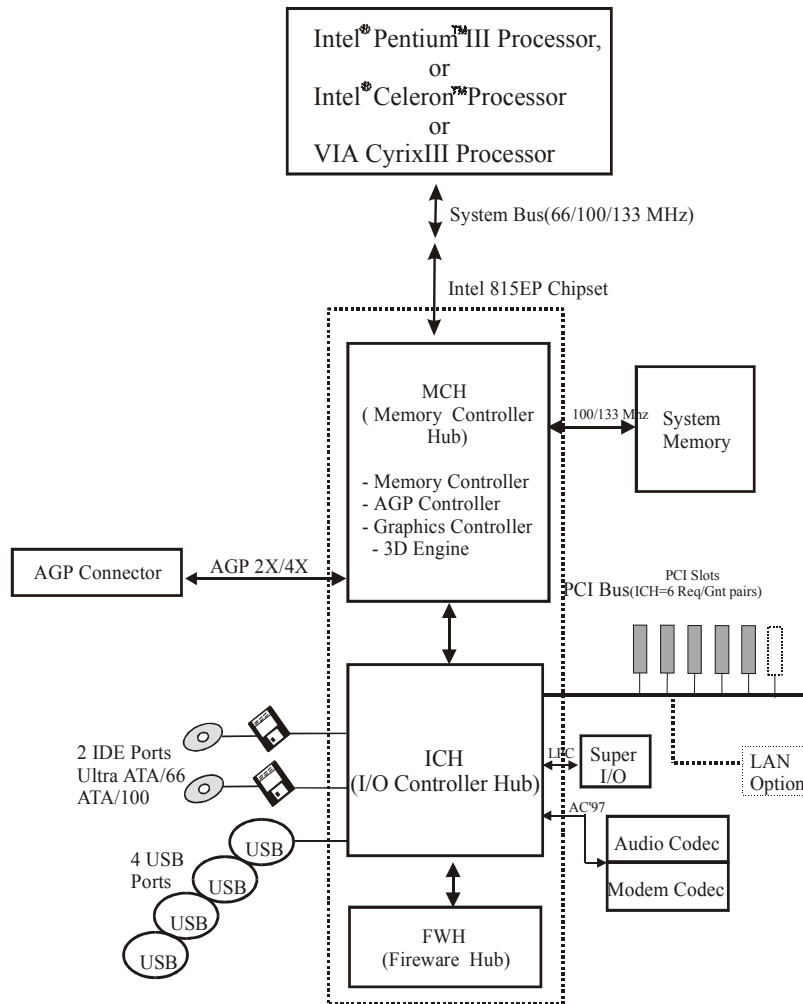 Intel® Pentium™III Processor,
or
Intel® Celeron™Processor
or
VIA CyrixIII Processor
System Bus(66/100/133 MHz)
Intel 815EP Chipset
MCH
( Memory Controller
Hub)
- Memory Controller
- AGP Controller
- Graphics Controller
- 3D Engine
100/133 Mhz
System
Memory
AGP Connector
AGP 2X/4X
PCI Slots
PCI Bus(ICH=6 Req/Gnt pairs)
2 IDE Ports
Ultra ATA/66
ATA/100
ICH
(I/O Controller Hub)
LPC
Super
I/O
LAN
Option
AC'97
Audio Codec
Modem Codec
4 USB
Ports
USB
USB
USB
USB
FWH
(Fireware Hub)